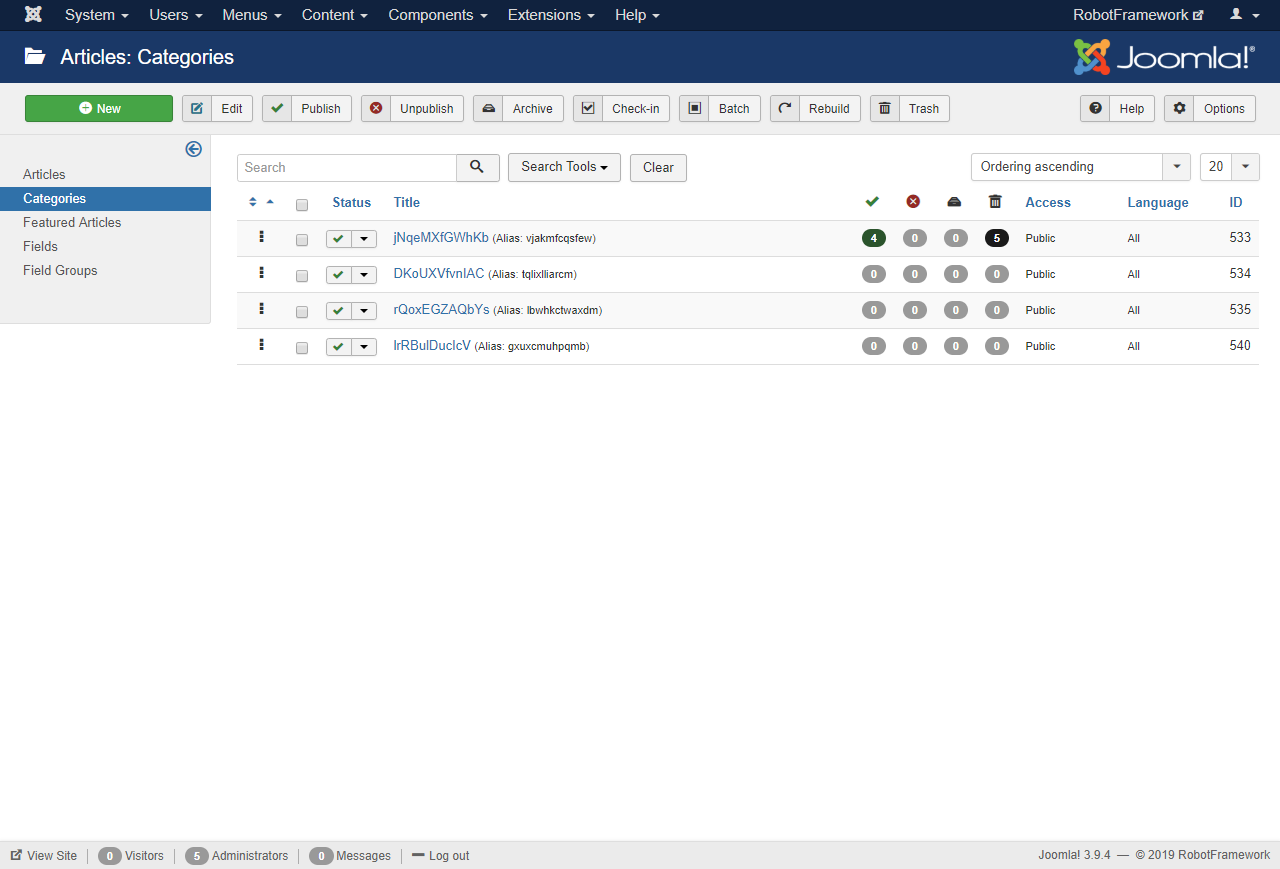 System Users Menus Content Components Extensions Help RobotFramework
Articles: Categories Joomla!®
New Edit Publish Unpublish Archive Check-in Batch Rebuild Trash Help Options
Articles
Categories
Featured Articles
Fields
Field Groups
Search Search Tools Clear Ordering ascending 20
Status Title Access Language ID
jNqeMXfGWhKb (Alias: vjakmfcqsfew) 4 0 0 5 Public All 533
DKoUXVfvnIAC (Alias: tqlixlliarcm) 0 0 0 0 Public All 534
rQoxEGZAQbYs (Alias: lbwhkctwaxdm) 0 0 0 0 Public All 535
lrRBulDucIcV (Alias: gxuxcmuhpqmb) 0 0 0 0 Public All 540
View Site 0 Visitors 5 Administrators 0 Messages Log out Joomla! 3.9.4 — © 2019 RobotFramework